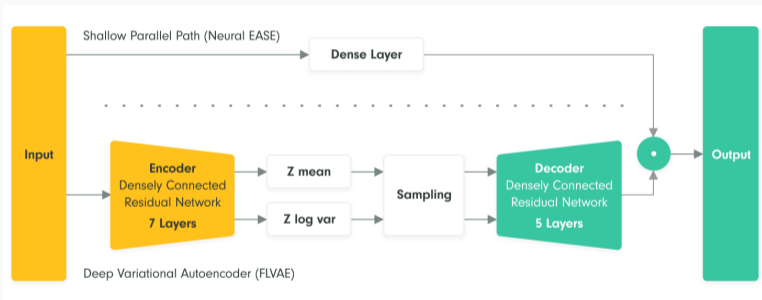 Shallow Parallel Path (Neural EASE)
Dense Layer
Input
Encoder
Densely Connected
Residual Network
7 Layers
Z mean
Z log var
Sampling
Decoder
Densely Connected
Residual Network
5 Layers
Output
Deep Variational Autoencoder (FLVAE)